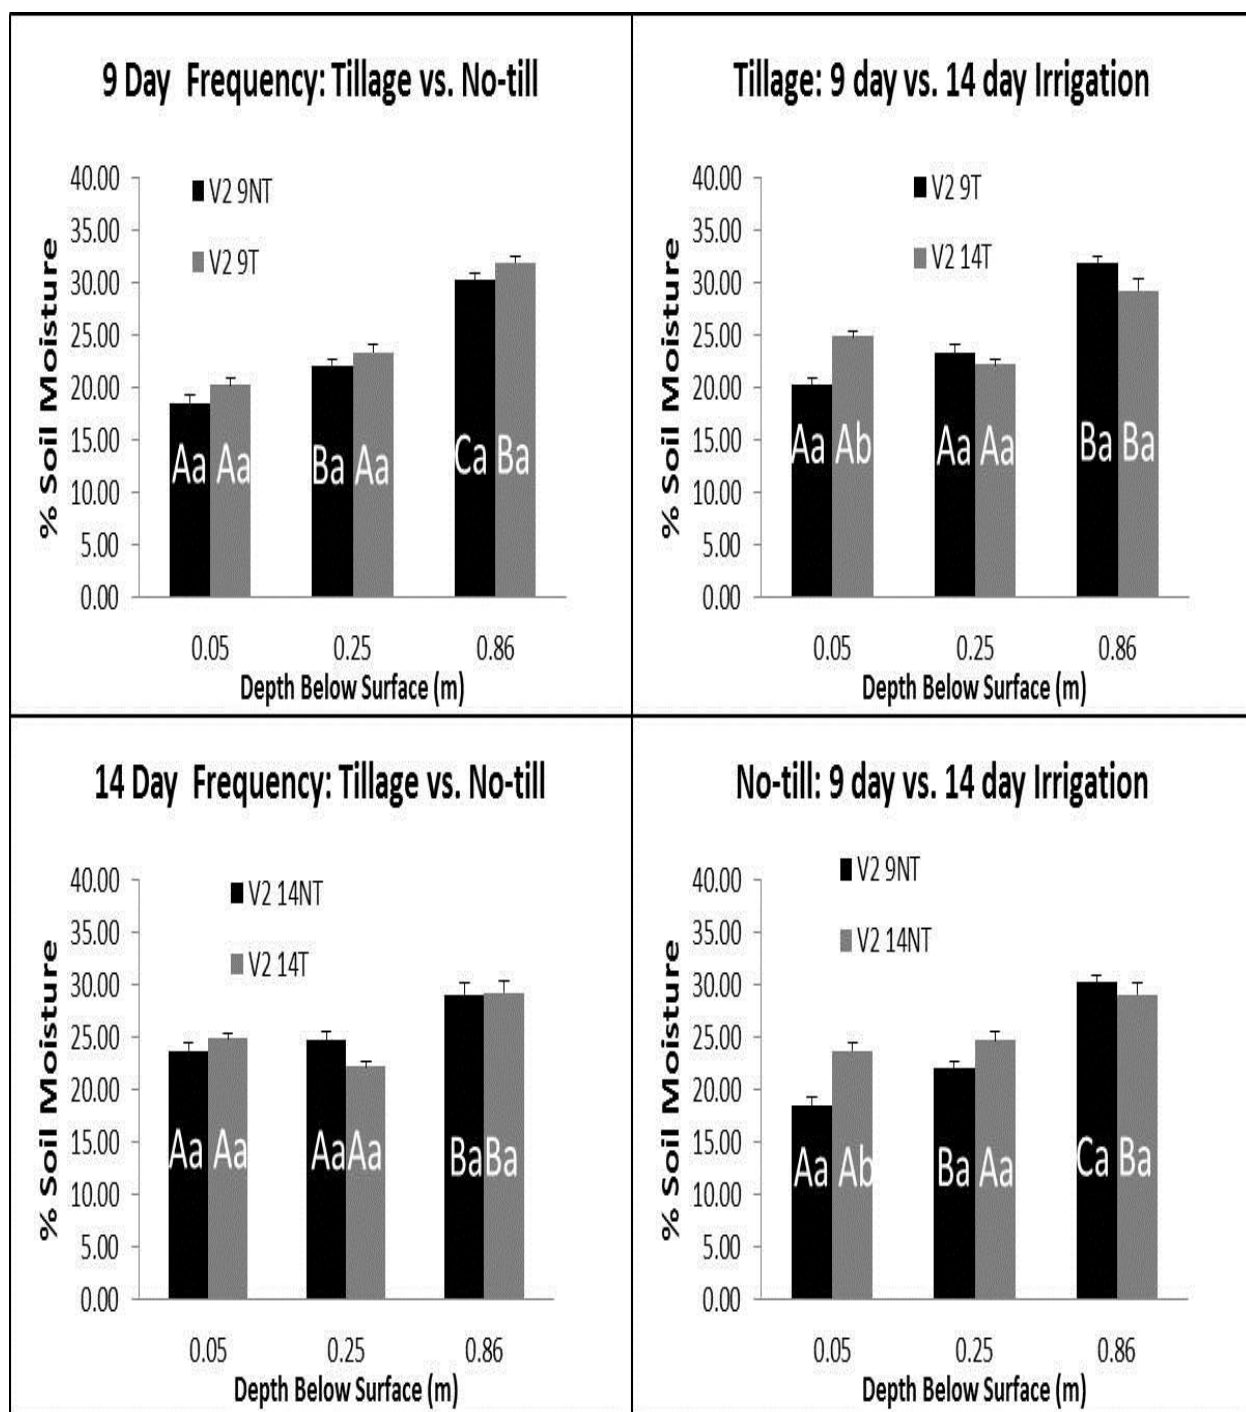 9 Day Frequency: Tillage vs. No-till
40.00
35.00
30.00
25.00
20.00
15.00
10.00
5.00
0.00
% Soil Moisture
V2 9NT
V2 9T
Aa Aa Ba Aa Ca Ba
0.05 0.25 0.86
Depth Below Surface (m)
Tillage: 9 day vs. 14 day Irrigation
40.00
35.00
30.00
25.00
20.00
15.00
10.00
5.00
0.00
% Soil Moisture
V2 9T
V2 14T
Aa Ab Aa Aa Ba Ba
0.05 0.25 0.86
Depth Below Surface (m)
14 Day Frequency: Tillage vs. No-till
40.00
35.00
30.00
25.00
20.00
15.00
10.00
5.00
0.00
% Soil Moisture
V2 14NT
V2 14T
Aa Aa Aa Aa Ba Ba
0.05 0.25 0.86
Depth Below Surface (m)
No-till: 9 day vs. 14 day Irrigation
40.00
35.00
30.00
25.00
20.00
15.00
10.00
5.00
0.00
% Soil Moisture
V2 9NT
V2 14NT
Aa Ab Ba Aa Ca Ba
0.05 0.25 0.86
Depth Below Surface (m)